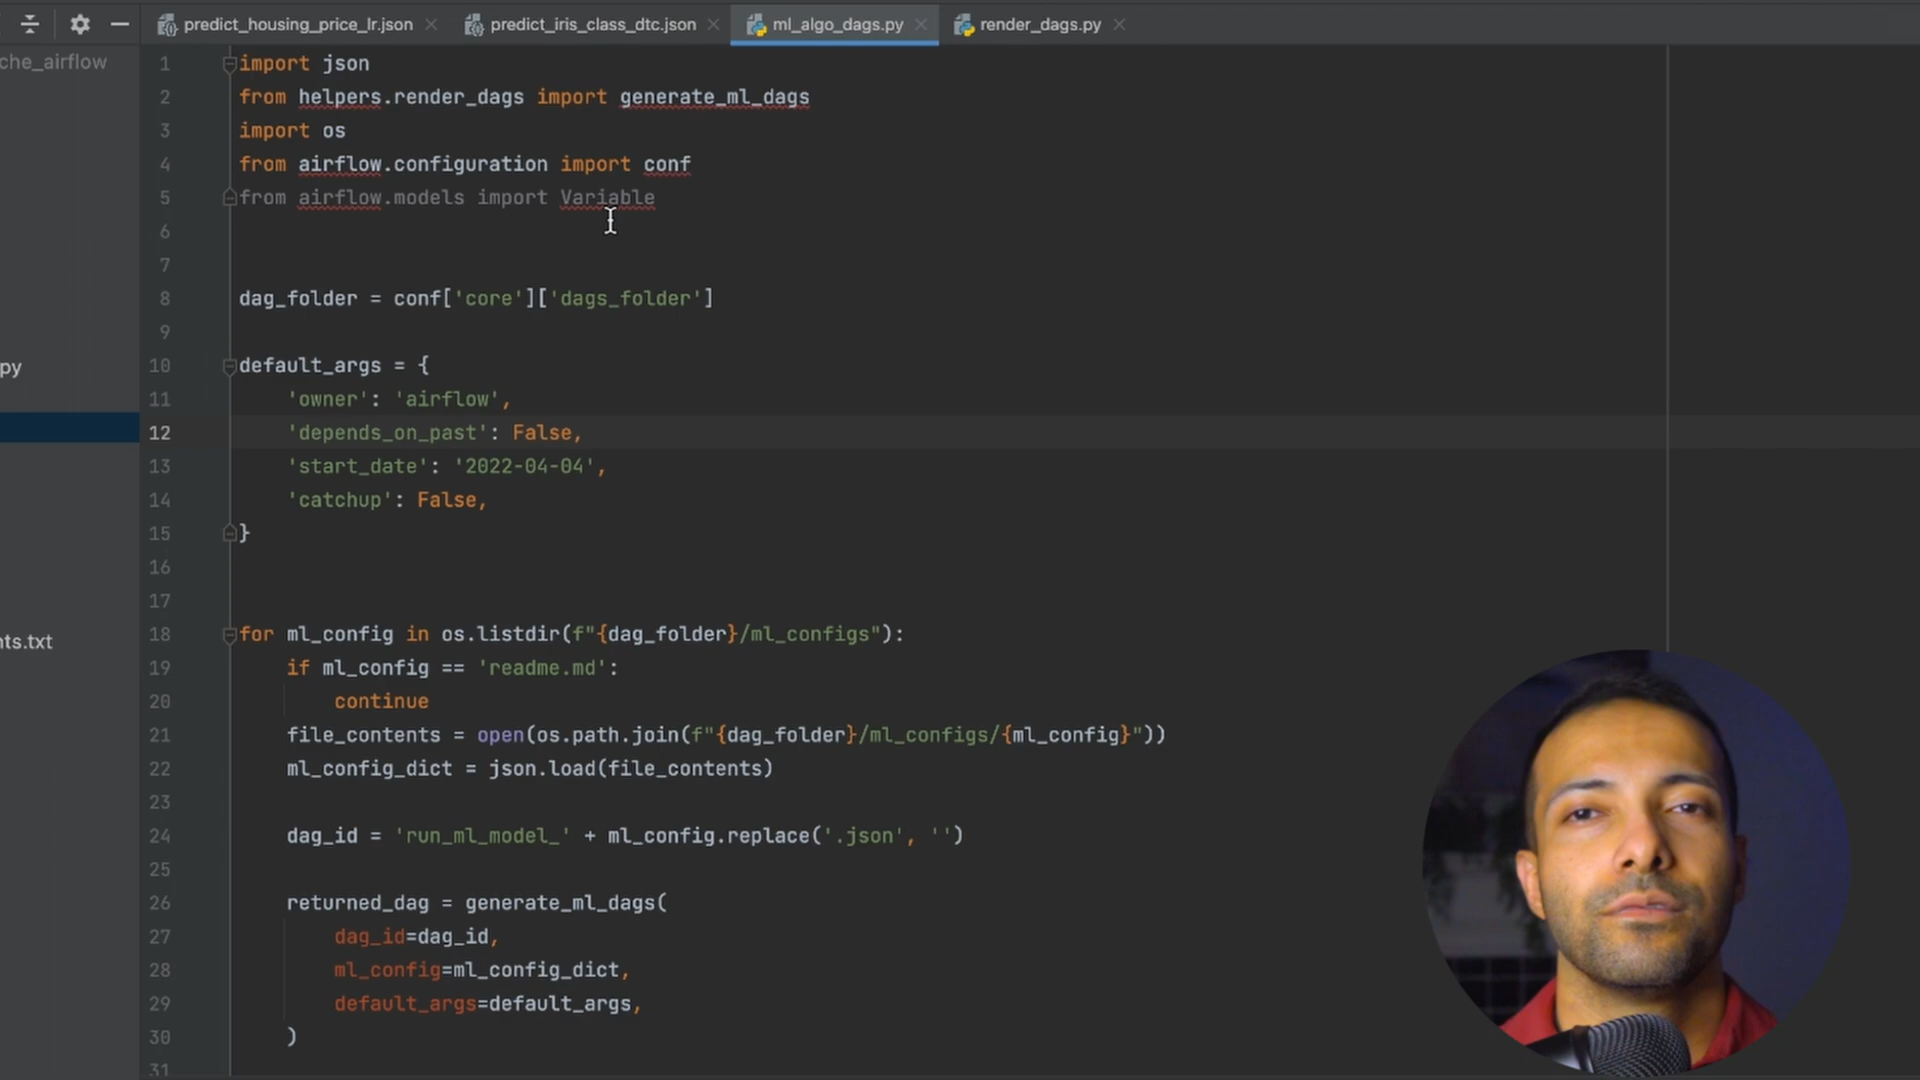 predict_housing_price_lr.json
predict_iris_class_dtc.json
ml_algo_dags.py
render_dags.py
che_airflow
py
nts.txt
1 import json
2 from helpers.render_dags import generate_ml_dags
3 import os
4 from airflow.configuration import conf
5 from airflow.models import Variable
6
7
8 dag_folder = conf['core']['dags_folder']
9
10 default_args = {
11 'owner': 'airflow',
12 'depends_on_past': False,
13 'start_date': '2022-04-04',
14 'catchup': False,
15 }
16
17
18 for ml_config in os.listdir(f"{dag_folder}/ml_configs"):
19 if ml_config == 'readme.md':
20 continue
21 file_contents = open(os.path.join(f"{dag_folder}/ml_configs/{ml_config}"))
22 ml_config_dict = json.load(file_contents)
23
24 dag_id = 'run_ml_model_' + ml_config.replace('.json', '')
25
26 returned_dag = generate_ml_dags(
27 dag_id=dag_id,
28 ml_config=ml_config_dict,
29 default_args=default_args,
30 )
31